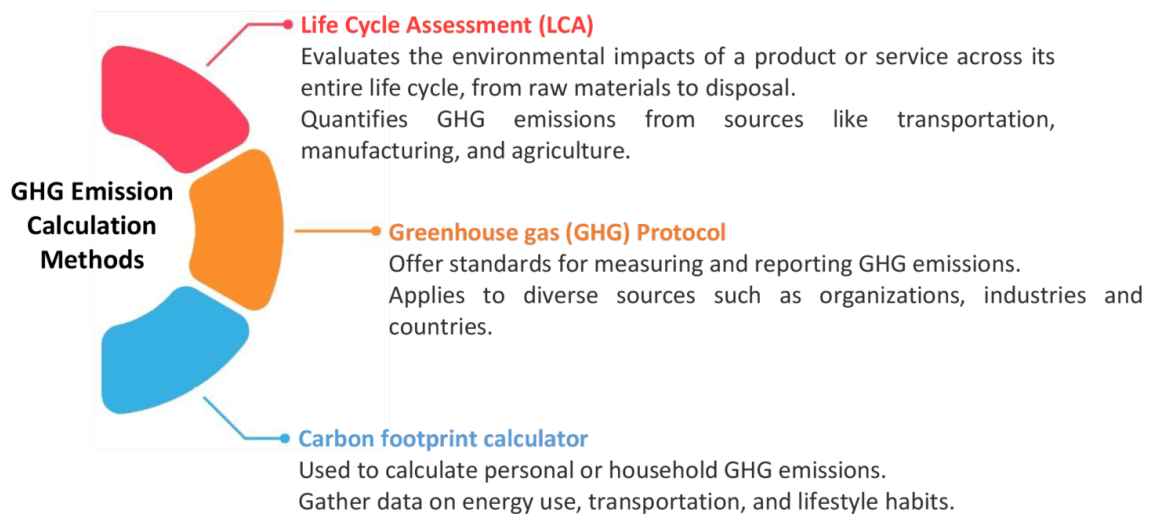 Life Cycle Assessment (LCA)
Evaluates the environmental impacts of a product or service across its
entire life cycle, from raw materials to disposal.
Quantifies GHG emissions from sources like transportation,
manufacturing, and agriculture.
GHG Emission
Calculation
Methods
Greenhouse gas (GHG) Protocol
Offer standards for measuring and reporting GHG emissions.
Applies to diverse sources such as organizations, industries and
countries.
Carbon footprint calculator
Used to calculate personal or household GHG emissions.
Gather data on energy use, transportation, and lifestyle habits.